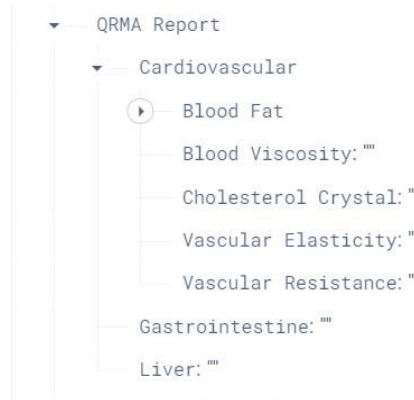 QRMA Report
Cardiovascular
Blood Fat
Blood Viscosity: ""
Cholesterol Crystal: "
Vascular Elasticity: "
Vascular Resistance: "
Gastrointestine: ""
Liver: ""